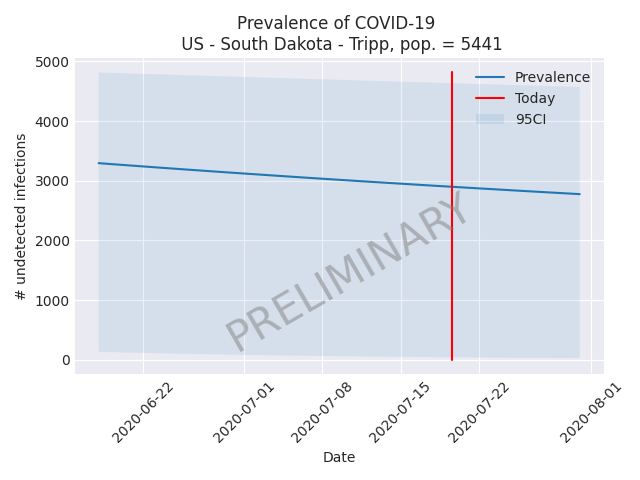 Prevalence of COVID-19
US - South Dakota - Tripp, pop. = 5441
5000
4000
3000
2000
1000
0
# undetected infections
Prevalence
Today
95CI
PRELIMINARY
2020-06-22
2020-07-01
2020-07-08
2020-07-15
2020-07-22
2020-08-01
Date